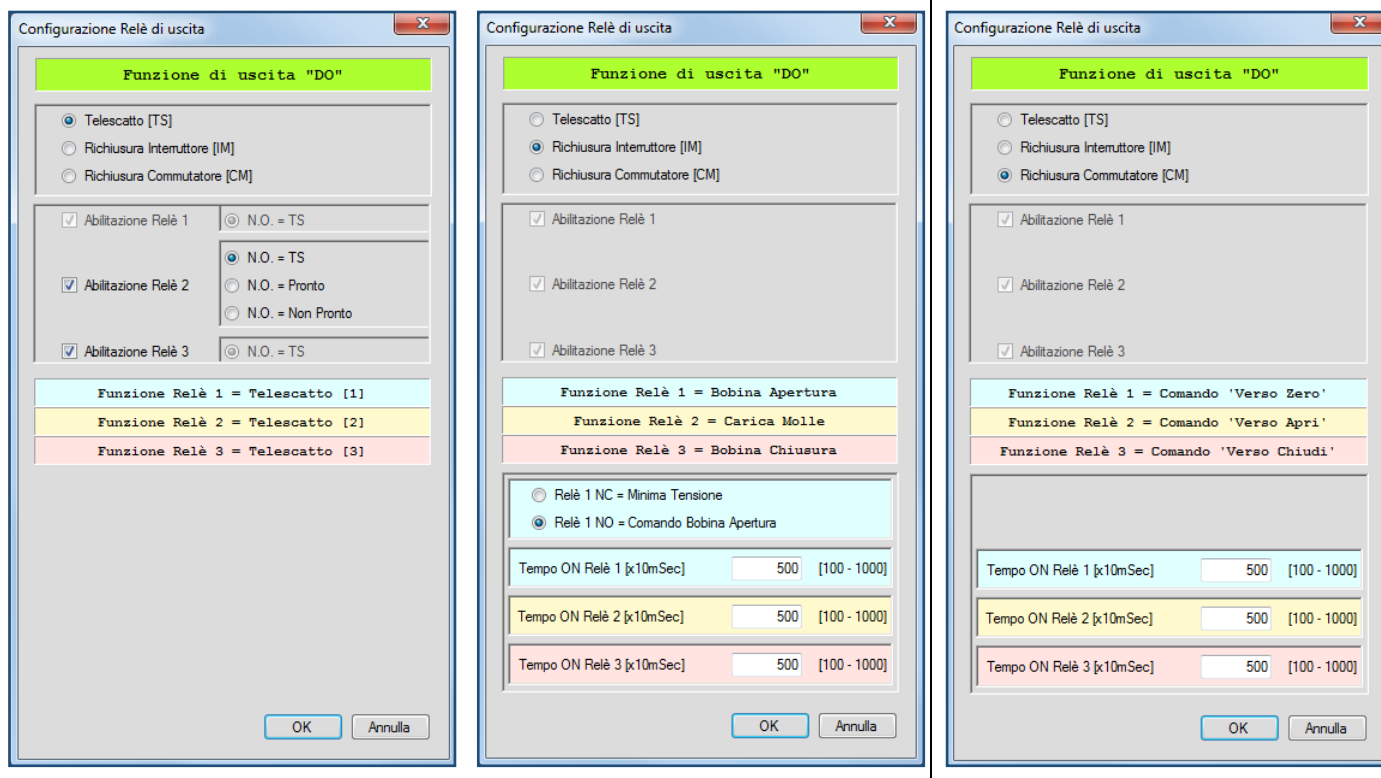 Configurazione Relè di uscita
Funzione di uscita "DO"
Telescatto [TS]
Richiusura Interruttore [IM]
Richiusura Commutatore [CM]
Abilitazione Relè 1
N.O. = TS
N.O. = TS
Abilitazione Relè 2
N.O. = Pronto
N.O. = Non Pronto
Abilitazione Relè 3
N.O. = TS
Funzione Relè 1 = Telescatto [1]
Funzione Relè 2 = Telescatto [2]
Funzione Relè 3 = Telescatto [3]
OK
Annulla
Configurazione Relè di uscita
Funzione di uscita "DO"
Telescatto [TS]
Richiusura Interruttore [IM]
Richiusura Commutatore [CM]
Abilitazione Relè 1
Abilitazione Relè 2
Abilitazione Relè 3
Funzione Relè 1 = Bobina Apertura
Funzione Relè 2 = Carica Molle
Funzione Relè 3 = Bobina Chiusura
Relè 1 NC = Minima Tensione
Relè 1 NO = Comando Bobina Apertura
Tempo ON Relè 1 [x10mSec] 500 [100 - 1000]
Tempo ON Relè 2 [x10mSec] 500 [100 - 1000]
Tempo ON Relè 3 [x10mSec] 500 [100 - 1000]
OK
Annulla
Configurazione Relè di uscita
Funzione di uscita "DO"
Telescatto [TS]
Richiusura Interruttore [IM]
Richiusura Commutatore [CM]
Abilitazione Relè 1
Abilitazione Relè 2
Abilitazione Relè 3
Funzione Relè 1 = Comando 'Verso Zero'
Funzione Relè 2 = Comando 'Verso Apri'
Funzione Relè 3 = Comando 'Verso Chiudi'
Tempo ON Relè 1 [x10mSec] 500 [100 - 1000]
Tempo ON Relè 2 [x10mSec] 500 [100 - 1000]
Tempo ON Relè 3 [x10mSec] 500 [100 - 1000]
OK
Annulla